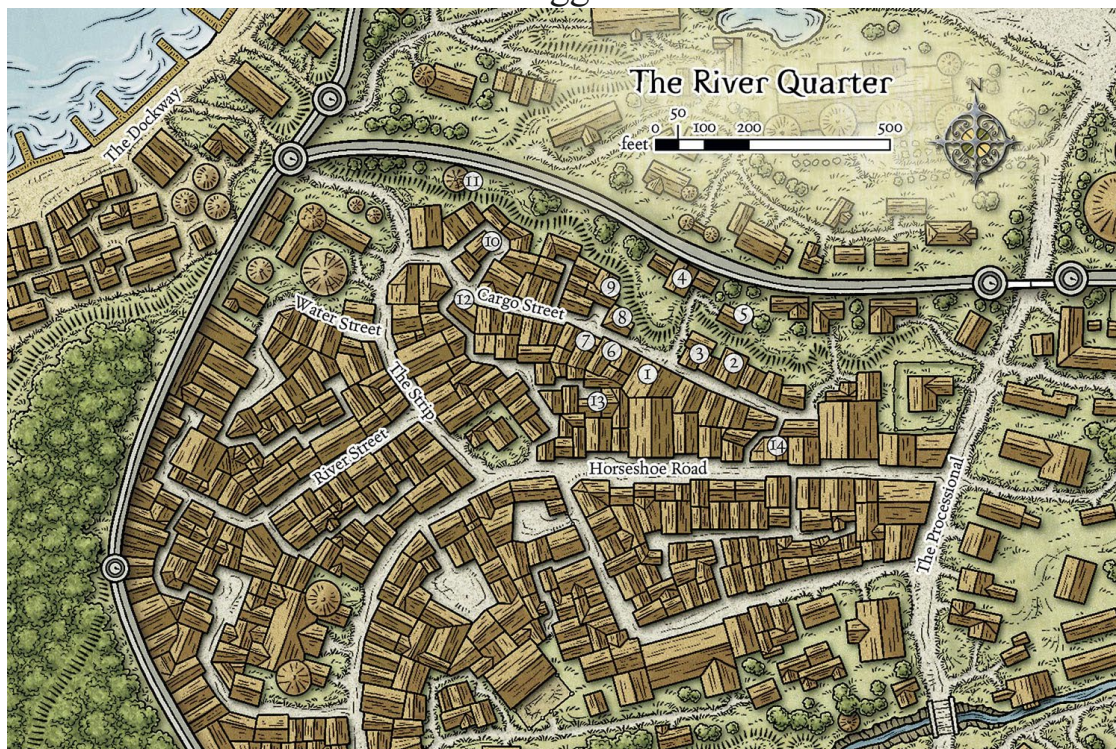 gg
The River Quarter
50
0 100 200 500
feet
N
The Dockway
11
10
4
12
Cargo Street
9
8
5
Water Street
7
6
3
2
1
The Strip
13
14
River Street
Horseshoe Road
The Processional